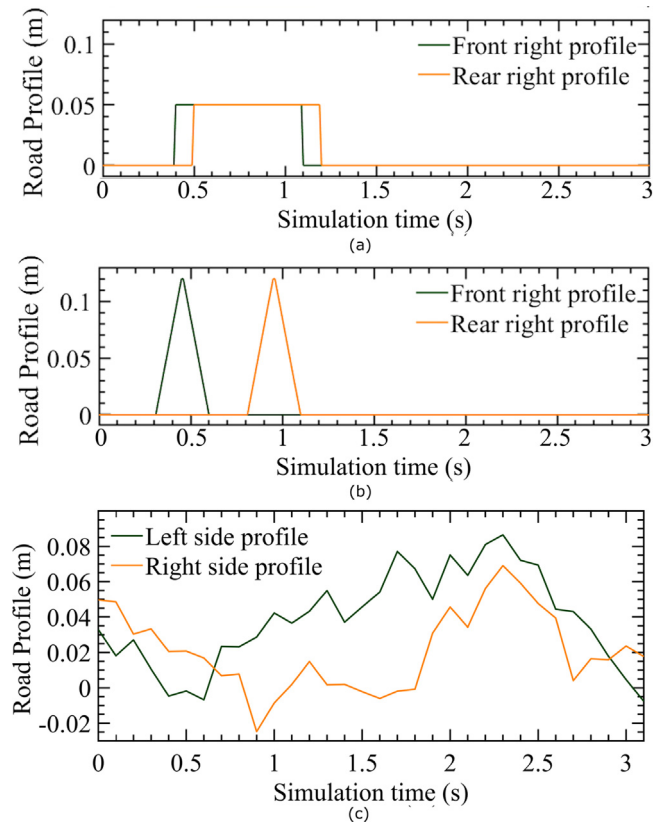 Road Profile (m)
0.1
0.05
0
Front right profile
Rear right profile
0 0.5 1 1.5 2 2.5 3
Simulation time (s)
(a)
Road Profile (m)
0.1
0.05
0
Front right profile
Rear right profile
0 0.5 1 1.5 2 2.5 3
Simulation time (s)
(b)
Road Profile (m)
0.08
0.06
0.04
0.02
0
-0.02
Left side profile
Right side profile
0 0.5 1 1.5 2 2.5 3
Simulation time (s)
(c)